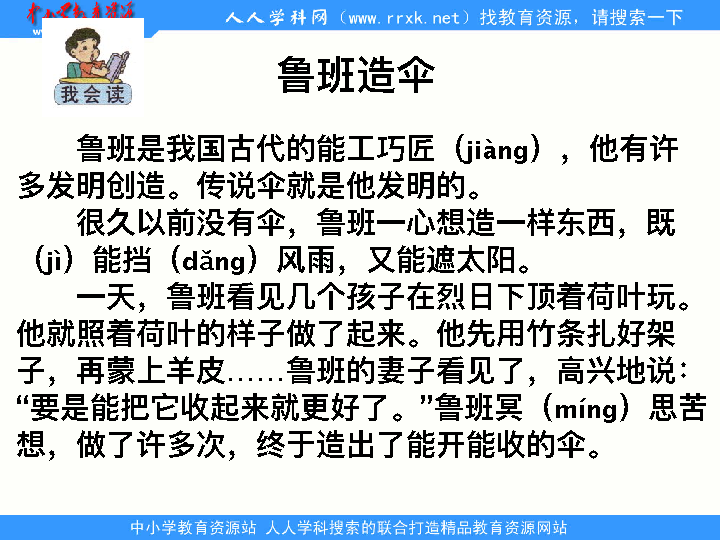 人人学科网（www.rrxk.net）找教育资源，请搜索一下
我会读
鲁班造伞
鲁班是我国古代的能工巧匠（jiàng），他有许
多发明创造。传说伞就是他发明的。
很久以前没有伞，鲁班一心想造一样东西，既
（jì）能挡（dǎng）风雨，又能遮太阳。
一天，鲁班看见几个孩子在烈日下顶着荷叶玩。
他就照着荷叶的样子做了起来。他先用竹条扎好架
子，再蒙上羊皮……鲁班的妻子看见了，高兴地说：
“要是能把它收起来就更好了。”鲁班冥（míng）思苦
想，做了许多次，终于造出了能开能收的伞。
中小学教育资源站 人人学科搜索的联合打造精品教育资源网站